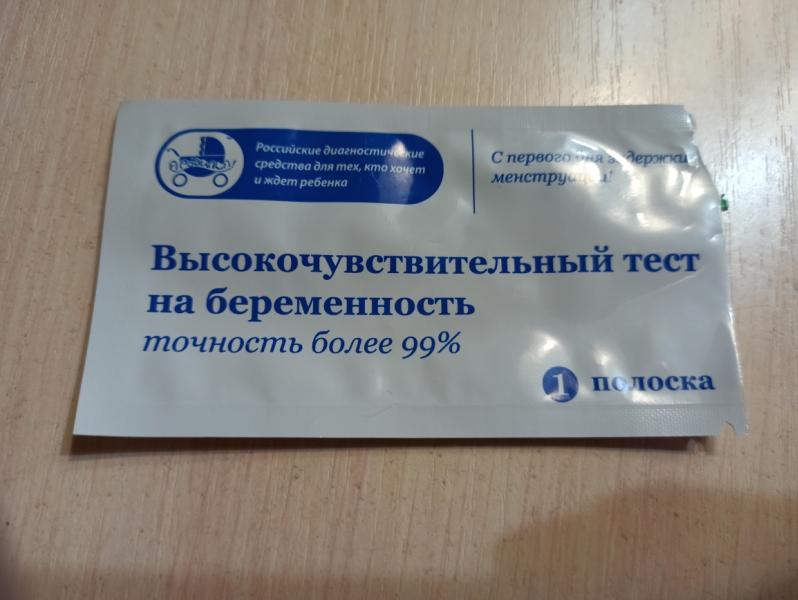 Российские диагностические
средства для тех, кто хочет
и ждет ребенка
С первого дня задержки
менструации!
Высокочувствительный тест
на беременность
точность более 99%
1 полоска